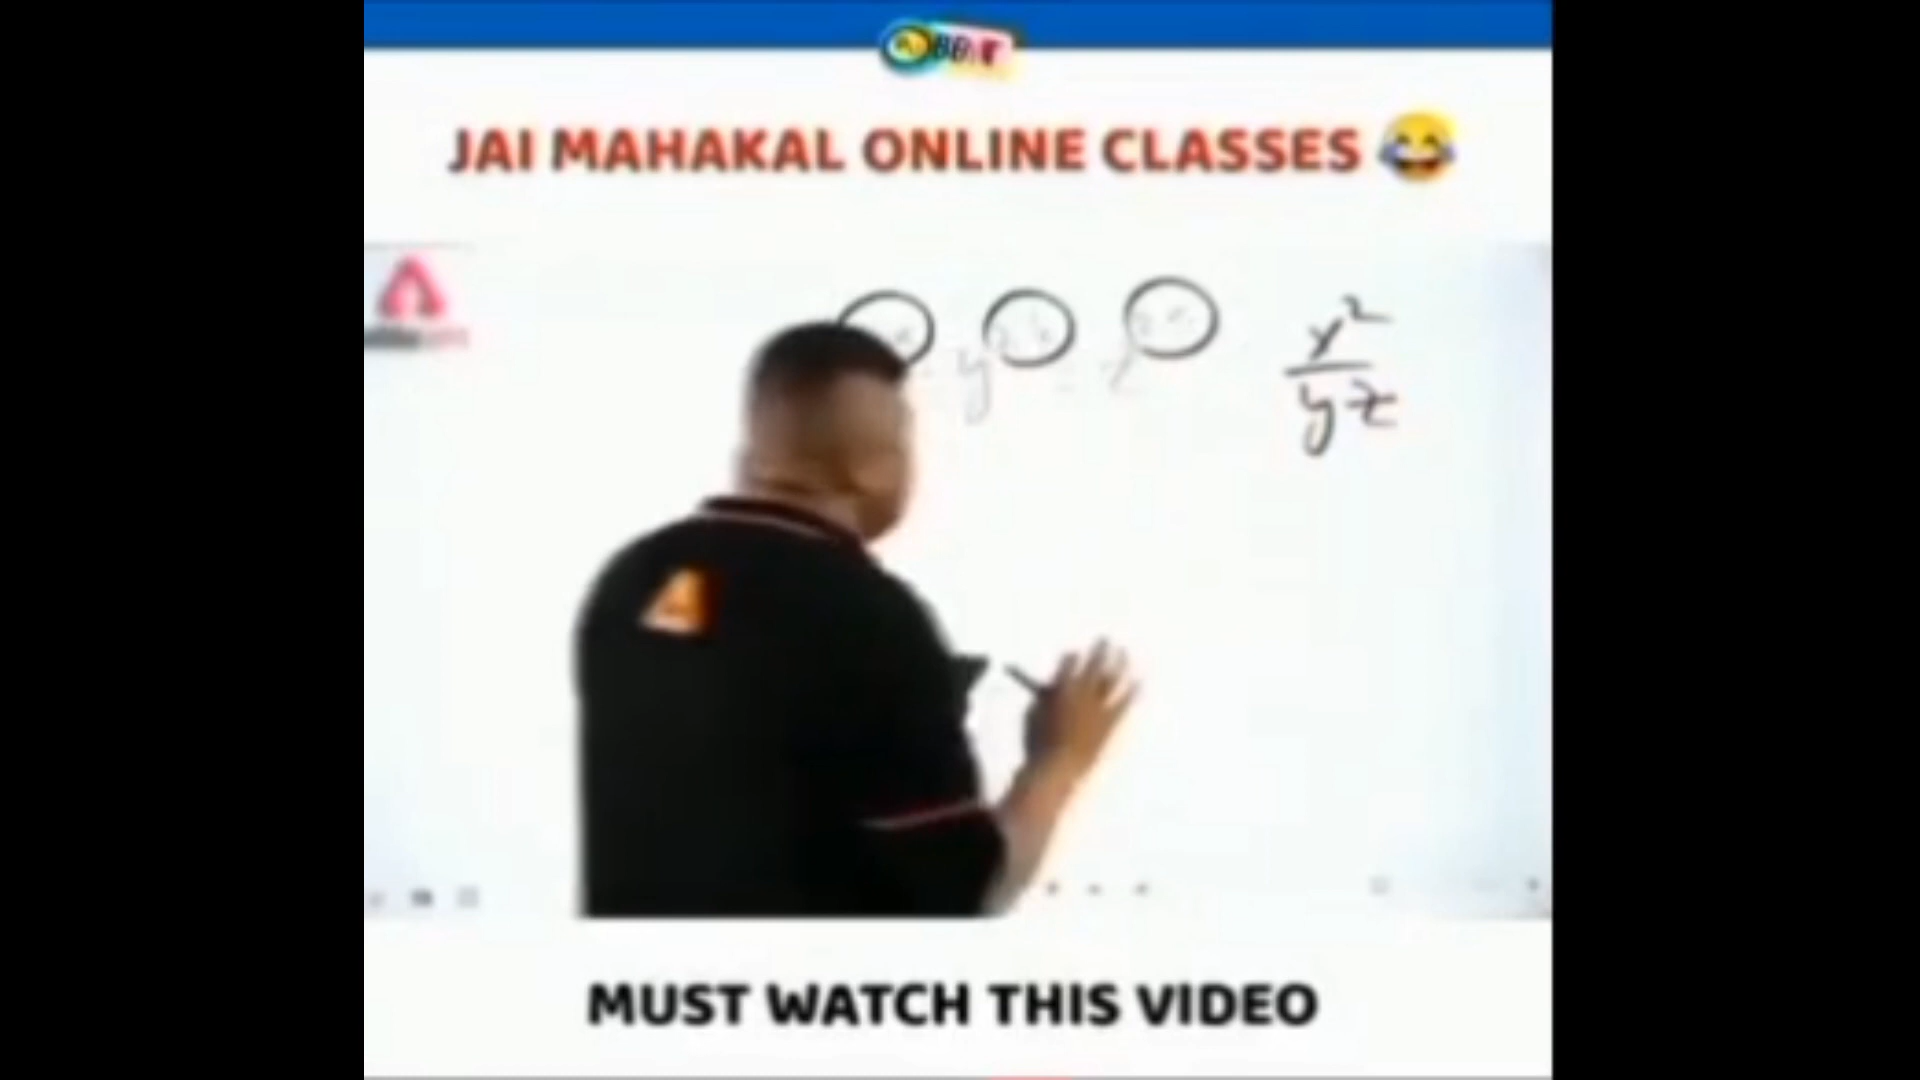 JAI MAHAKAL ONLINE CLASSES 😂
x²
yz
MUST WATCH THIS VIDEO